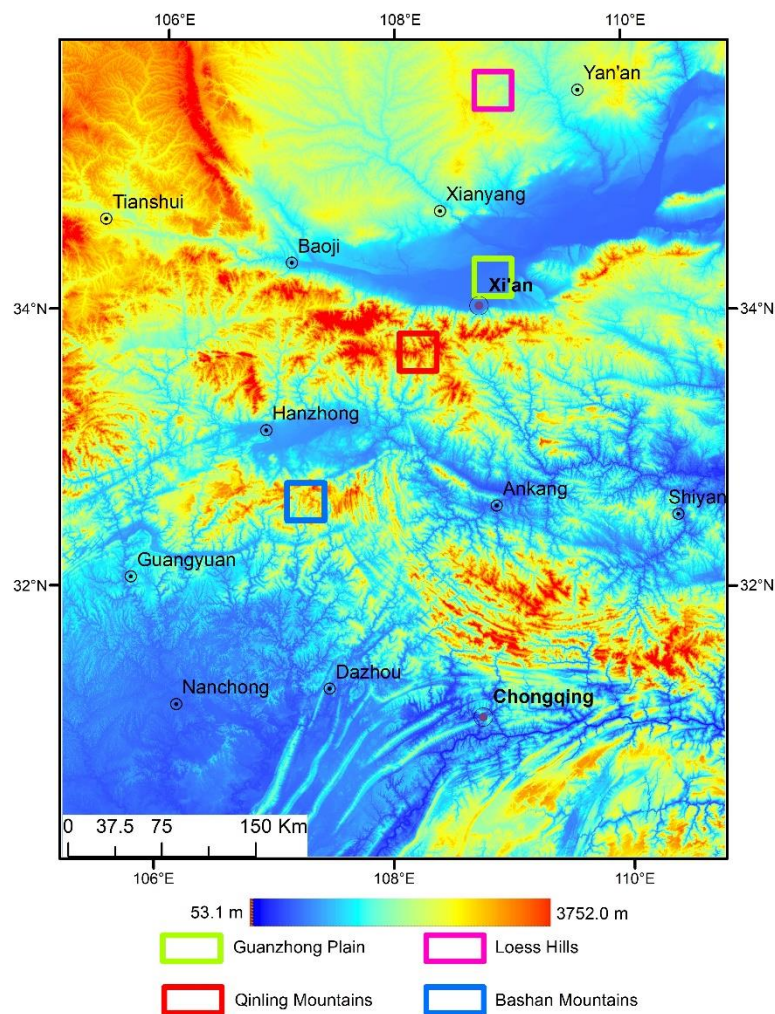 106°E 108°E 110°E
Yan'an
Xianyang
Tianshui
Baoji
Xi'an
34°N 34°N
Hanzhong
Ankang
Shiyan
Guangyuan
32°N 32°N
Dazhou
Nanchong
Chongqing
0 37.5 75 150 Km
106°E 108°E 110°E
53.1 m 3752.0 m
Guanzhong Plain Loess Hills
Qinling Mountains Bashan Mountains